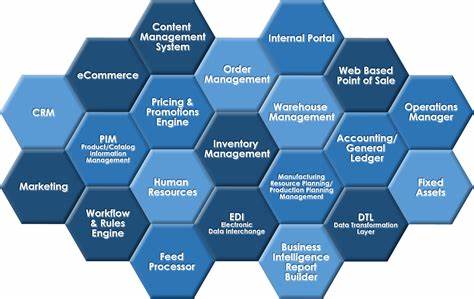 Content
Management
System
Internal Portal
eCommerce
Order
Management
Web Based
Point of Sale
CRM
Pricing &
Promotions
Engine
Warehouse
Management
Operations
Manager
PIM
Product/Catalog
Information
Management
Inventory
Management
Accounting/
General
Ledger
Marketing
Human
Resources
Manufacturing
Resource Planning/
Production Planning
Management
Fixed
Assets
Workflow
& Rules
Engine
EDI
Electronic
Data Interchange
DTL
Data Transformation
Layer
Feed
Processor
Business
Intelligence
Report
Builder